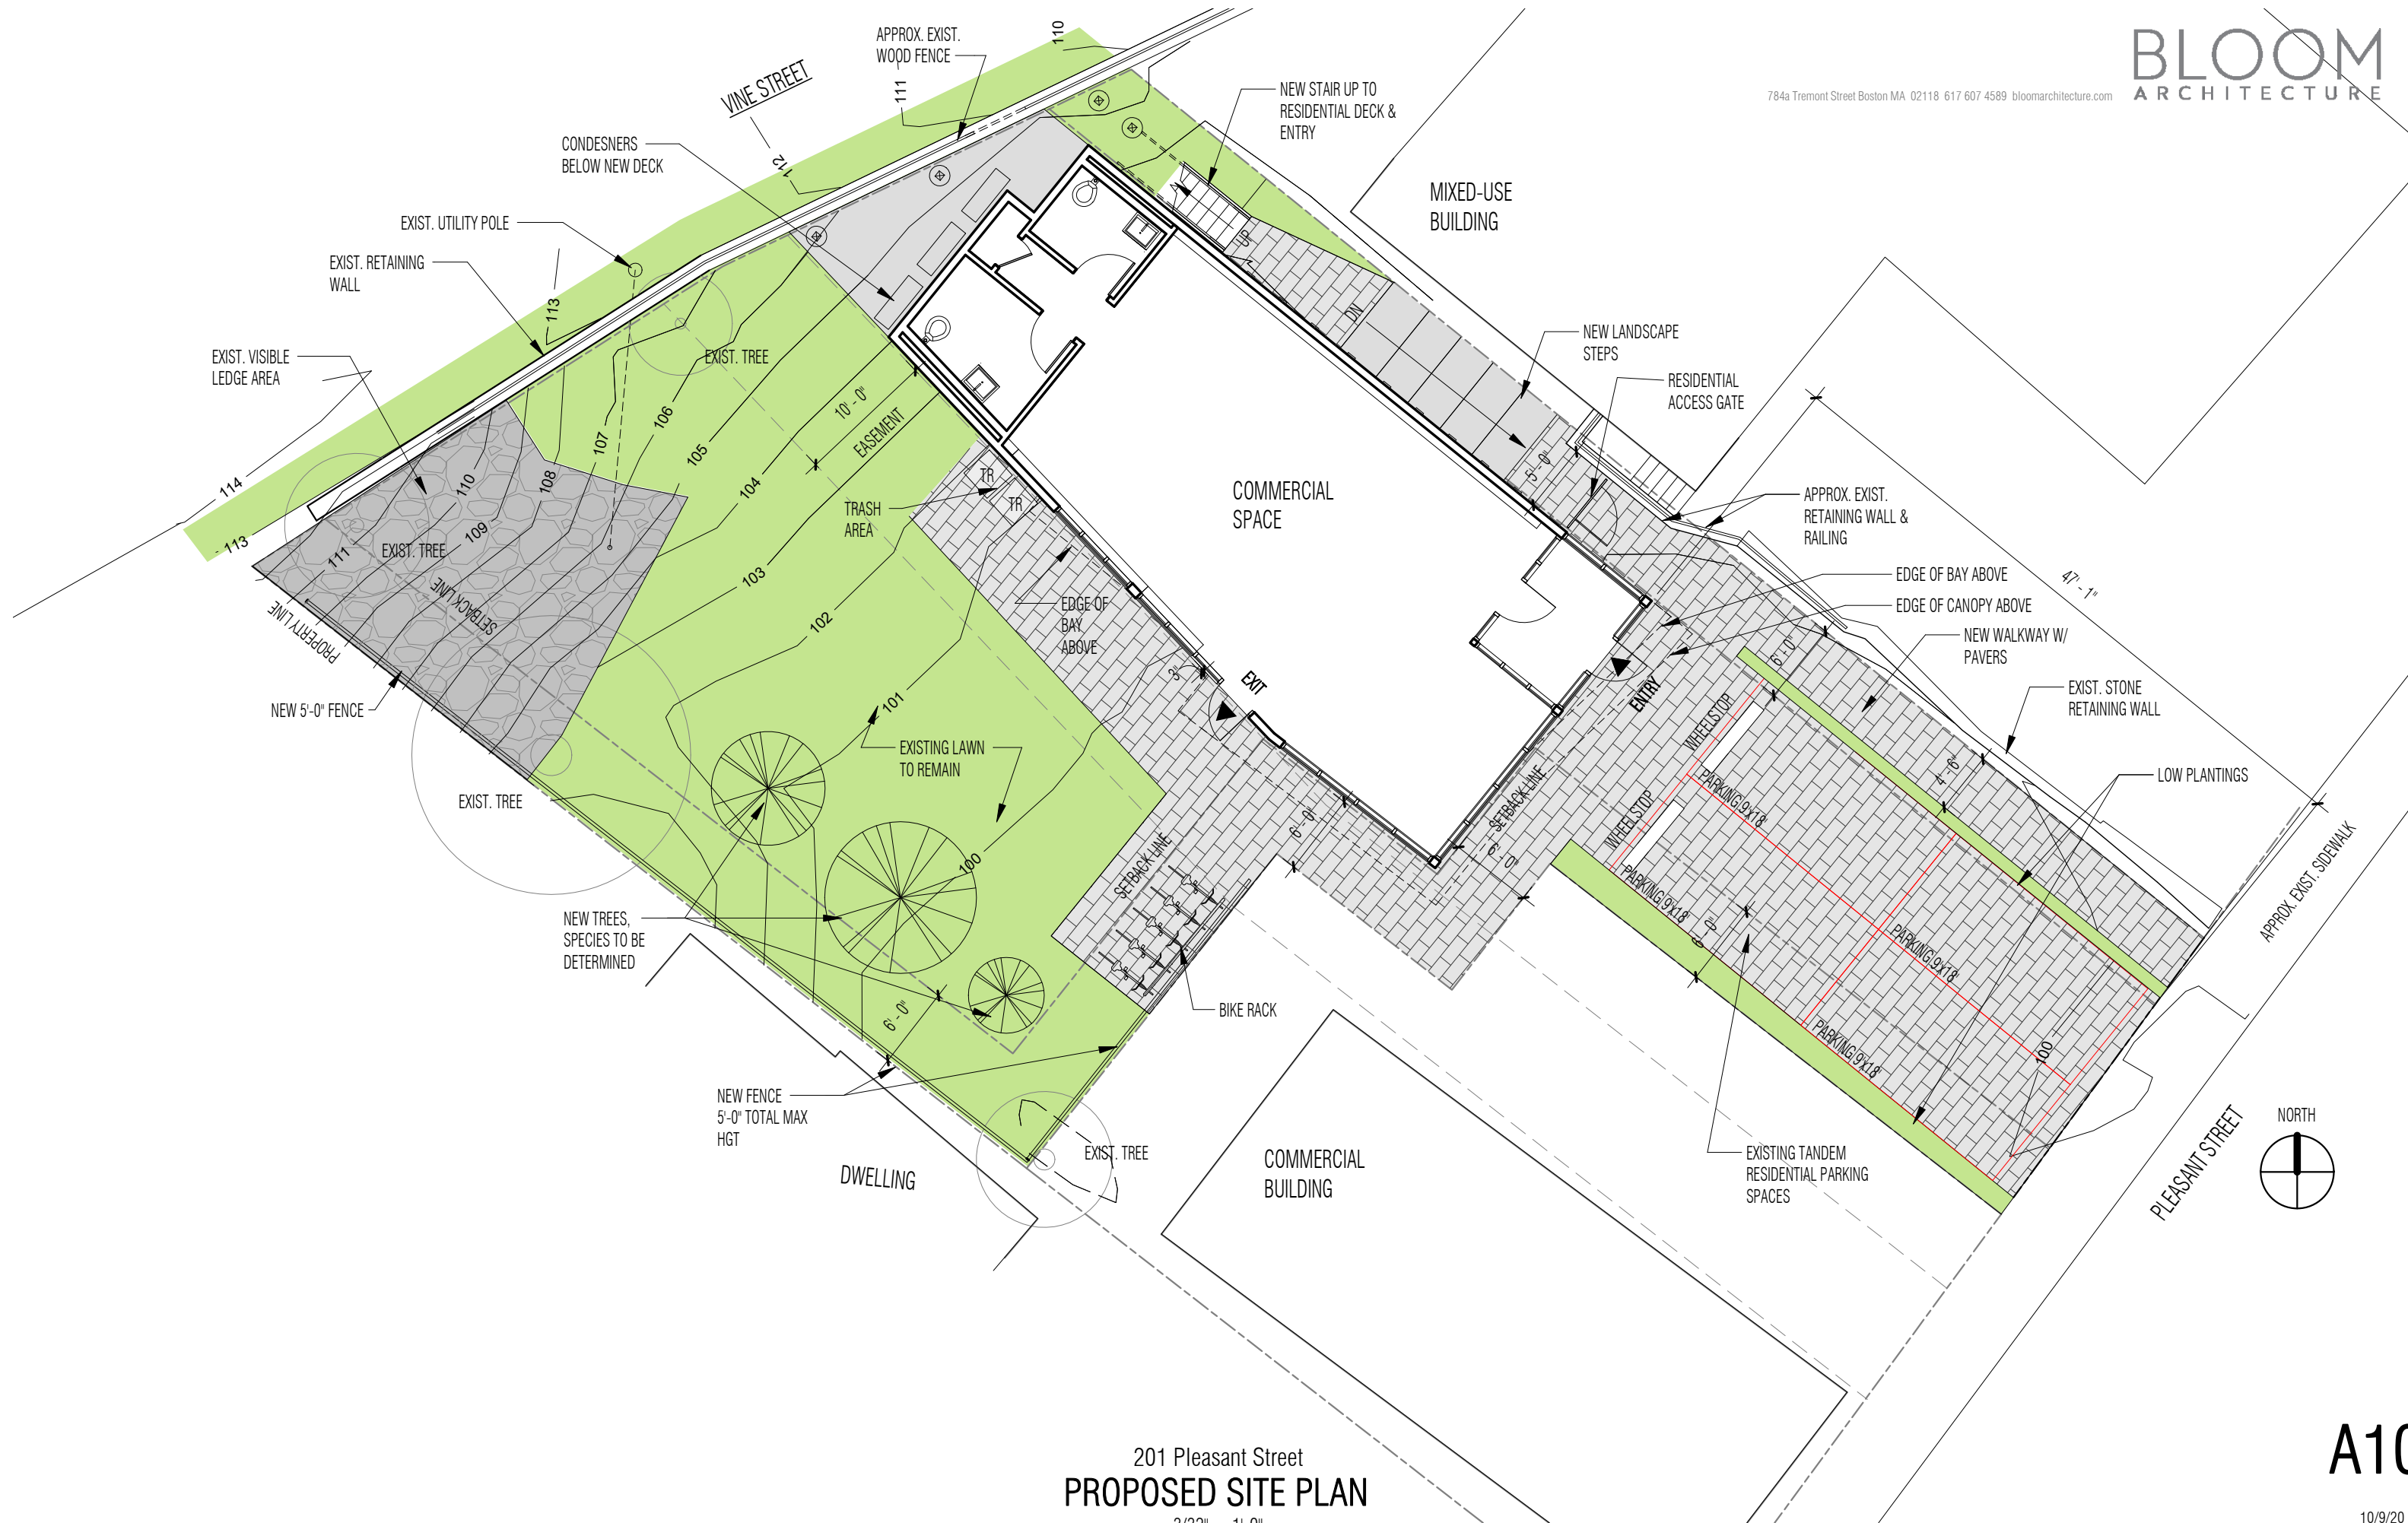 BLOOM
ARCHITECTURE
784a Tremont Street Boston MA 02118 617 607 4589 bloomarchitecture.com
VINE STREET
APPROX. EXIST.
WOOD FENCE
110
111
112
113
114
113
NEW STAIR UP TO
RESIDENTIAL DECK &
ENTRY
CONDESNERS
BELOW NEW DECK
MIXED-USE
BUILDING
EXIST. UTILITY POLE
EXIST. RETAINING
WALL
EXIST. VISIBLE
LEDGE AREA
EXIST. TREE
UP
DN
NEW LANDSCAPE
STEPS
RESIDENTIAL
ACCESS GATE
5' - 0"
10' - 0"
EASEMENT
COMMERCIAL
SPACE
TR
TR
TRASH
AREA
APPROX. EXIST.
RETAINING WALL &
RAILING
EDGE OF BAY ABOVE
EDGE OF CANOPY ABOVE
47' - 1"
NEW WALKWAY W/
PAVERS
EXIST. STONE
RETAINING WALL
LOW PLANTINGS
APPROX. EXIST. SIDEWALK
111
110
109
108
107
106
105
104
103
102
101
100
EXIST. TREE
SETBACK LINE
PROPERTY LINE
NEW 5'-0" FENCE
EDGE OF
BAY
ABOVE
3"
EXIT
ENTRY
6' - 0"
4' - 6"
WHEELSTOP
WHEELSTOP
PARKING 9x18'
PARKING 9x18'
PARKING 9x18'
PARKING 9x18'
SETBACK LINE
6' - 0"
6' - 0"
6' - 0"
100
EXISTING LAWN
TO REMAIN
EXIST. TREE
SETBACK LINE
NEW TREES,
SPECIES TO BE
DETERMINED
6' - 0"
BIKE RACK
NEW FENCE
5'-0" TOTAL MAX
HGT
EXIST. TREE
DWELLING
COMMERCIAL
BUILDING
EXISTING TANDEM
RESIDENTIAL PARKING
SPACES
PLEASANT STREET
NORTH
201 Pleasant Street
PROPOSED SITE PLAN
A10
10/9/20